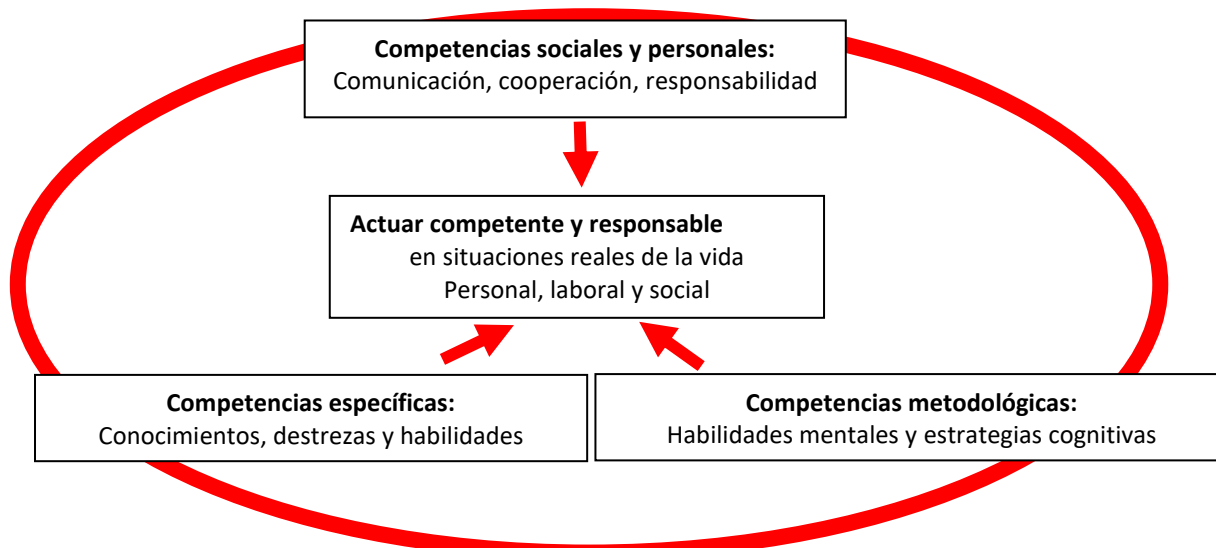 Competencias sociales y personales:
Comunicación, cooperación, responsabilidad
Actuar competente y responsable
en situaciones reales de la vida
Personal, laboral y social
Competencias específicas:
Conocimientos, destrezas y habilidades
Competencias metodológicas:
Habilidades mentales y estrategias cognitivas